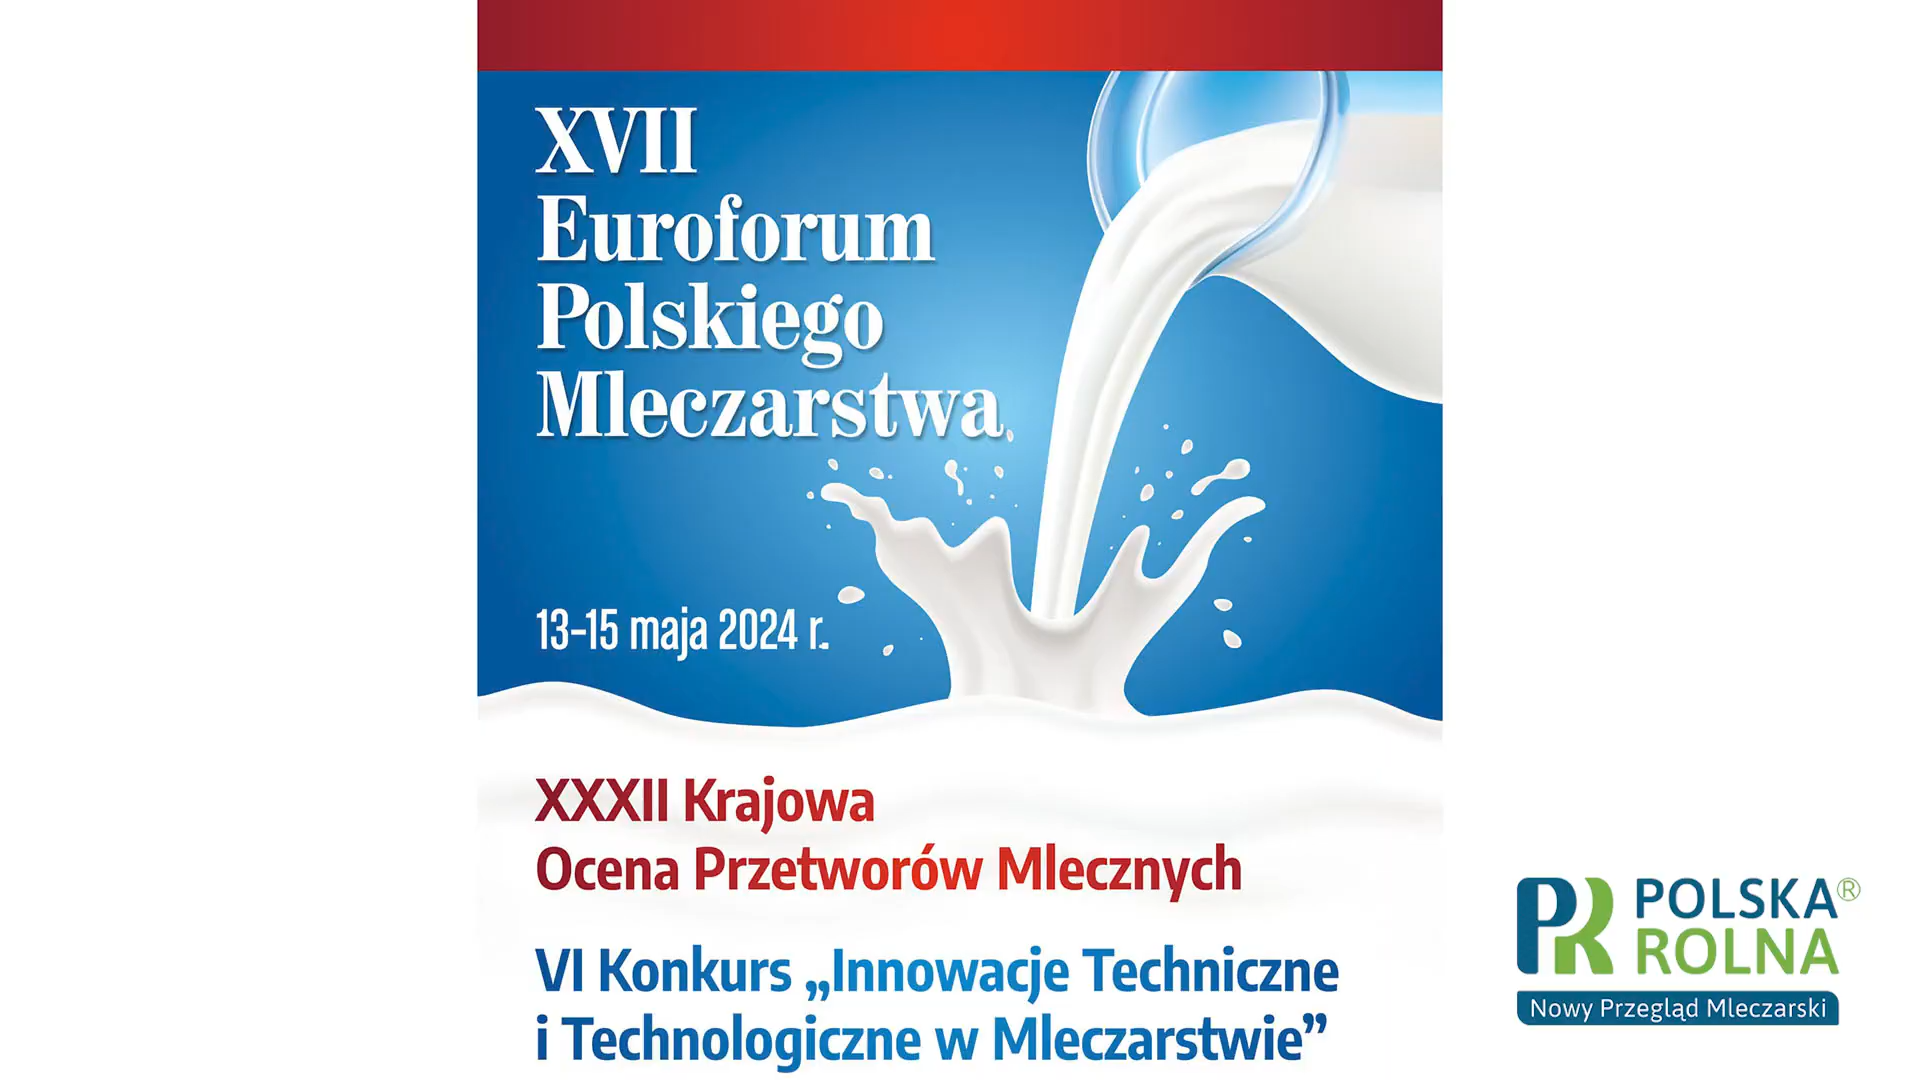 XVII
Euroforum
Polskiego
Mleczarstwa
13-15 maja 2024 r.
XXXII Krajowa
Ocena Przetworów Mlecznych
VI Konkurs „Innowacje Techniczne
i Technologiczne w Mleczarstwie”
PR POLSKA®
ROLNA
Nowy Przegląd Mleczarski